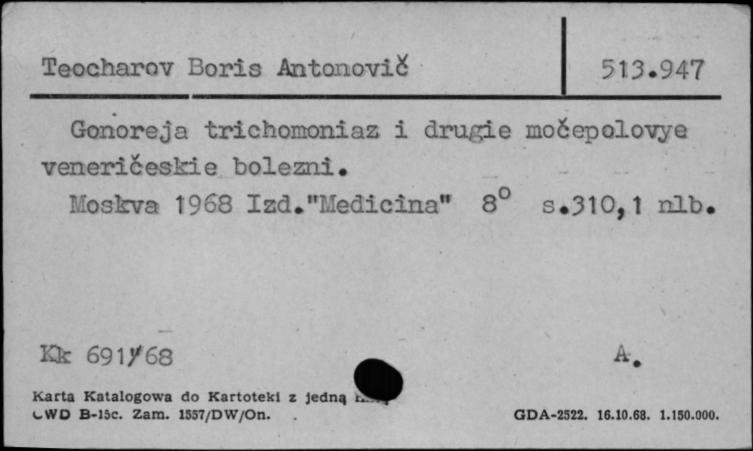 Teocharov Boris Antonovič 513.947
Gonoreja trichomoniaz i drugie močepolovye
veneričeskie bolezni.
Moskva 1968 Izd."Medicina" 8° s.310,1 nlb.
Kk 691/68 A.
Karta Katalogowa do Kartoteki z jedną
CWD B-15c. Zam. 1557/DW/On. GDA-2522. 16.10.68. 1.150.000.